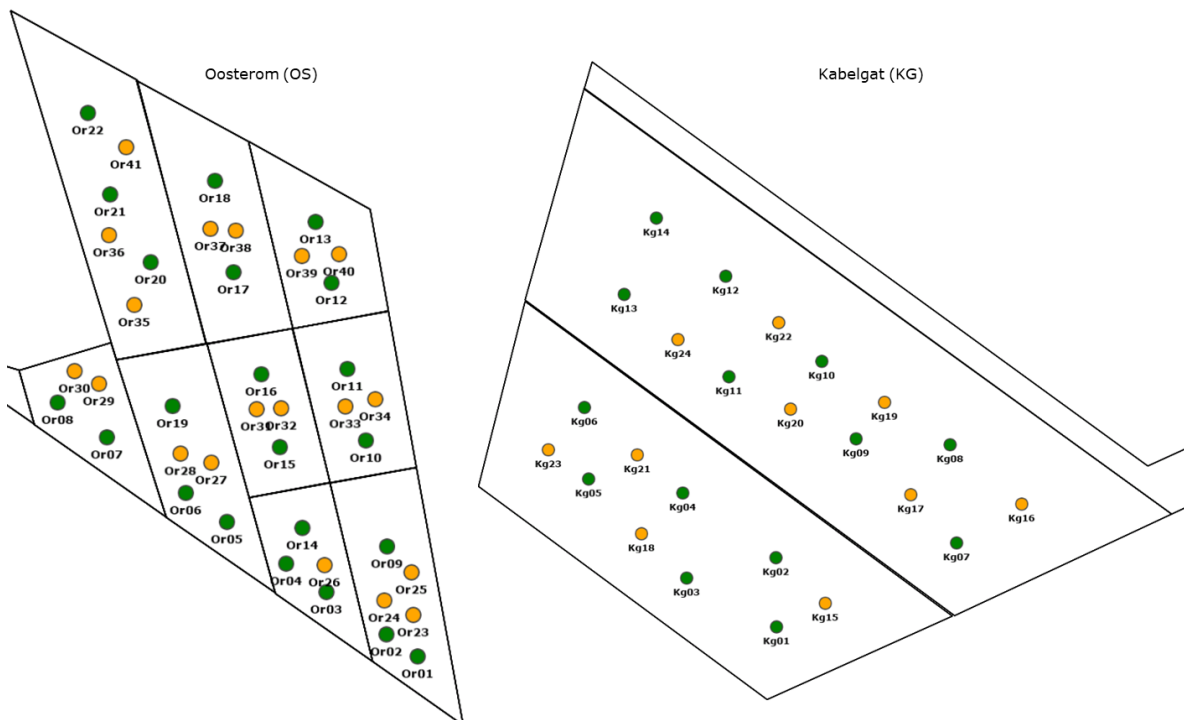 Oosterom (OS)
Kabelgat (KG)
Or22
Or41
Or21
Or36
Or20
Or35
Or18
Or37
Or38
Or17
Or13
Or39
Or40
Or12
Or30
Or29
Or08
Or07
Or19
Or28
Or27
Or06
Or05
Or16
Or31
Or32
Or15
Or11
Or33
Or34
Or10
Or14
Or04
Or26
Or03
Or09
Or25
Or24
Or23
Or02
Or01
Kg14
Kg12
Kg13
Kg22
Kg24
Kg10
Kg11
Kg19
Kg20
Kg09
Kg08
Kg17
Kg16
Kg07
Kg06
Kg23
Kg21
Kg05
Kg04
Kg18
Kg02
Kg03
Kg15
Kg01